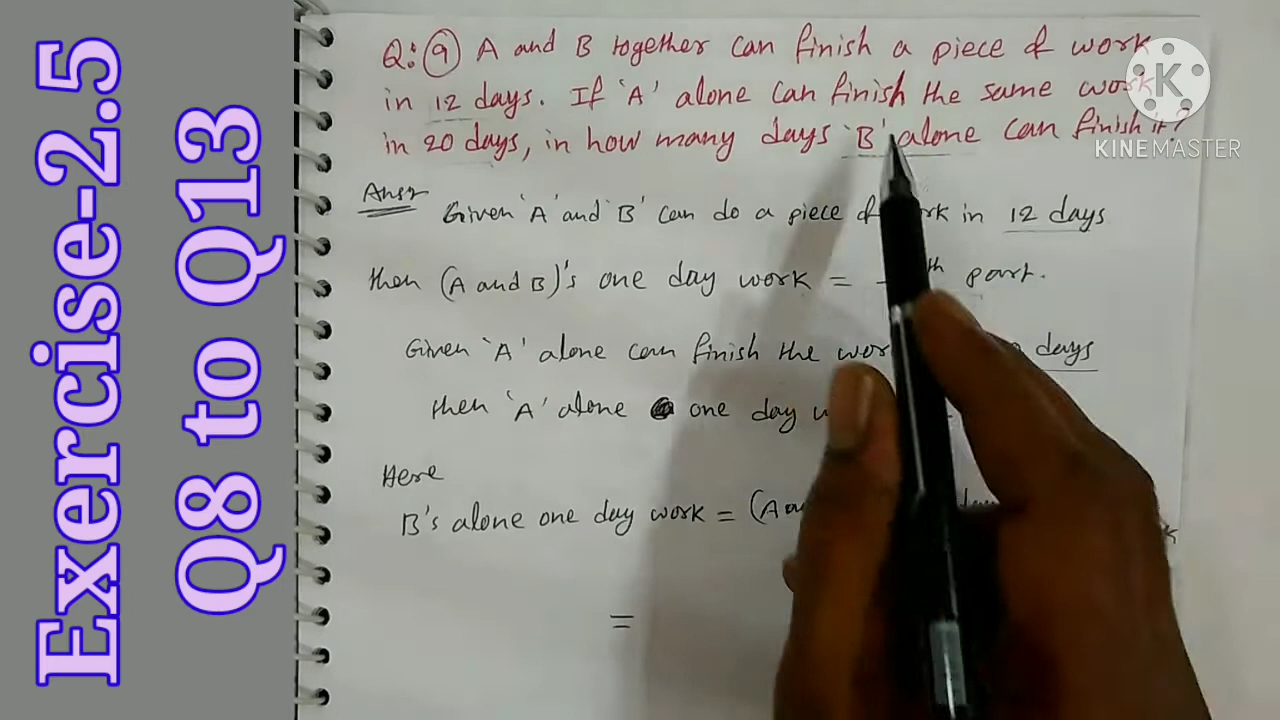 Exercise-2.5
Q8 to Q13
Q:⑨ A and B together can finish a piece of work
in 12 days. If 'A' alone can finish the same work
in 20 days, in how many days 'B' alone can finish it?
K
KINEMASTER
Ansr
Given 'A' and 'B' can do a piece of work in 12 days
then (A and B)'s one day work = th part.
Given 'A' alone can finish the days
then 'A' alone one day
Here
B's alone one day work = (A
=